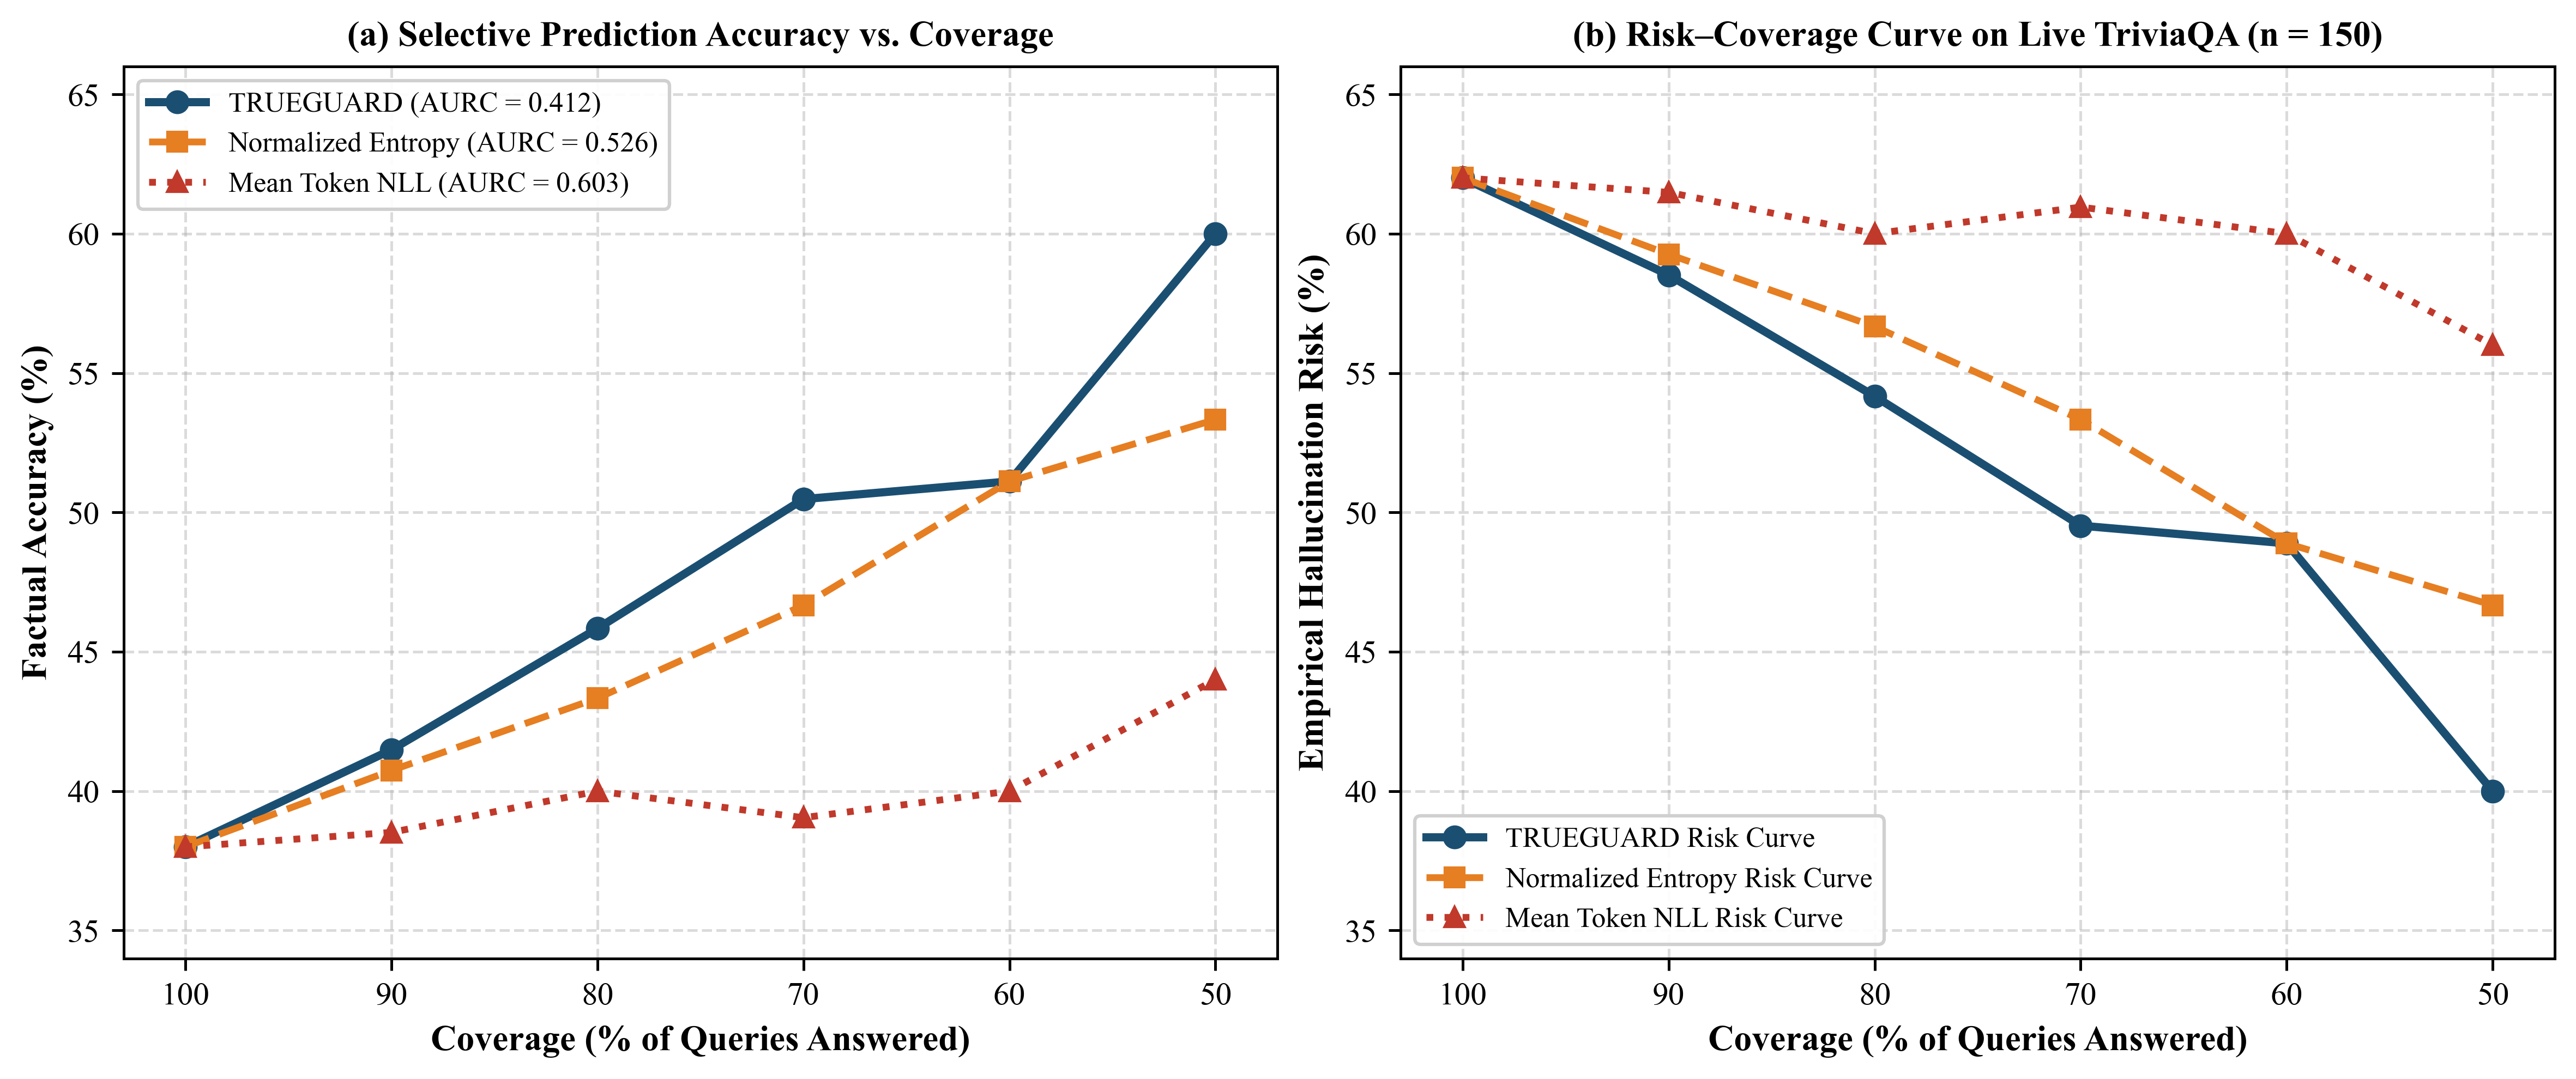 (a) Selective Prediction Accuracy vs. Coverage
TRUEGUARD (AURC = 0.412)
Normalized Entropy (AURC = 0.526)
Mean Token NLL (AURC = 0.603)
Factual Accuracy (%)
65
60
55
50
45
40
35
100 90 80 70 60 50
Coverage (% of Queries Answered)
(b) Risk–Coverage Curve on Live TriviaQA (n = 150)
Empirical Hallucination Risk (%)
65
60
55
50
45
40
35
TRUEGUARD Risk Curve
Normalized Entropy Risk Curve
Mean Token NLL Risk Curve
100 90 80 70 60 50
Coverage (% of Queries Answered)